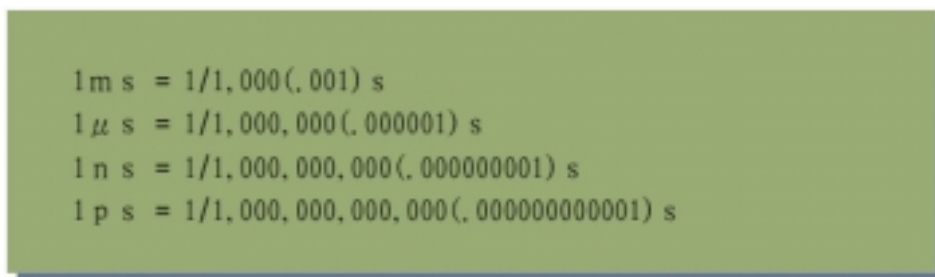 1m s = 1/1,000(.001) s
1μ s = 1/1,000,000(.000001) s
1n s = 1/1,000,000,000(.000000001) s
1p s = 1/1,000,000,000,000(.000000000001) s